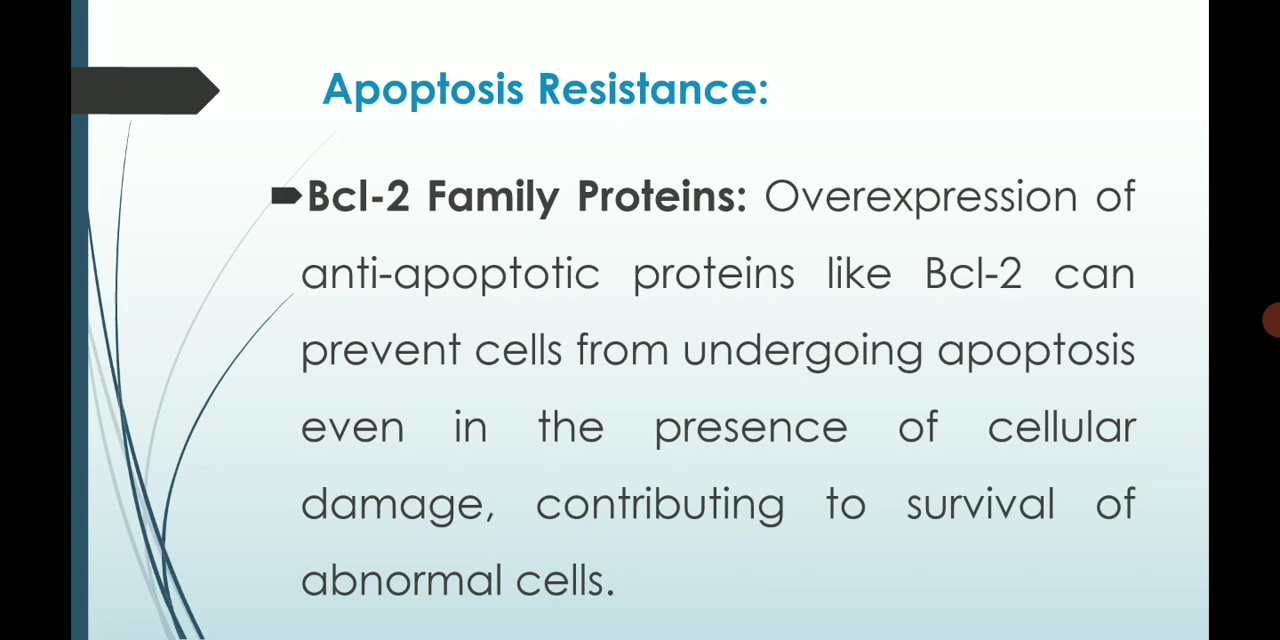 Apoptosis Resistance:
Bcl-2 Family Proteins: Overexpression of
anti-apoptotic proteins like Bcl-2 can
prevent cells from undergoing apoptosis
even in the presence of cellular
damage, contributing to survival of
abnormal cells.